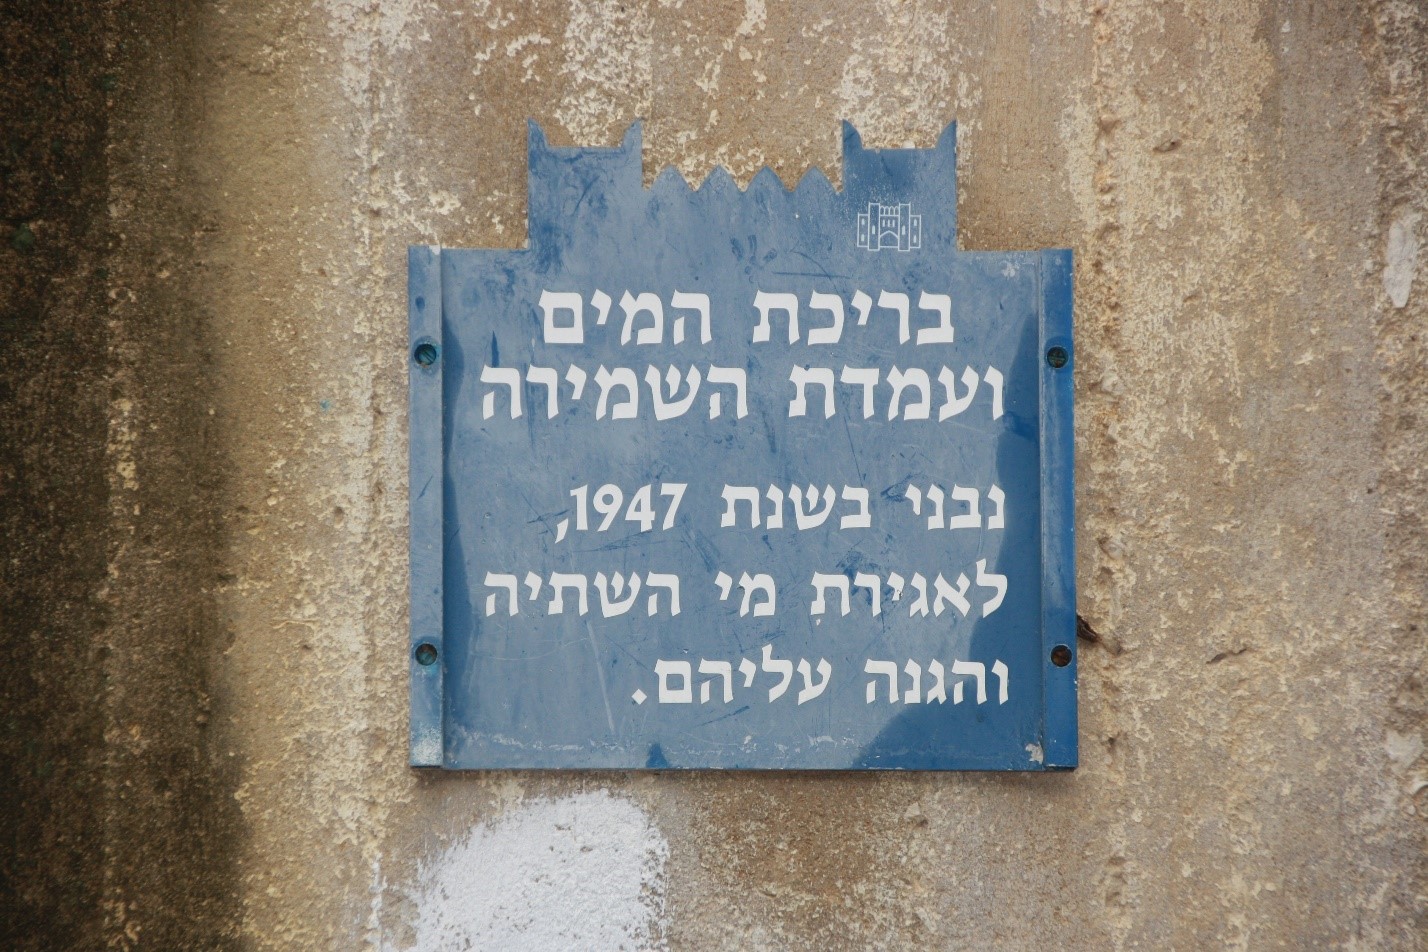 בריכת המים
ועמדת השמירה
נבני בשנת 1947,
לאגירת מי השתיה
והגנה עליהם.